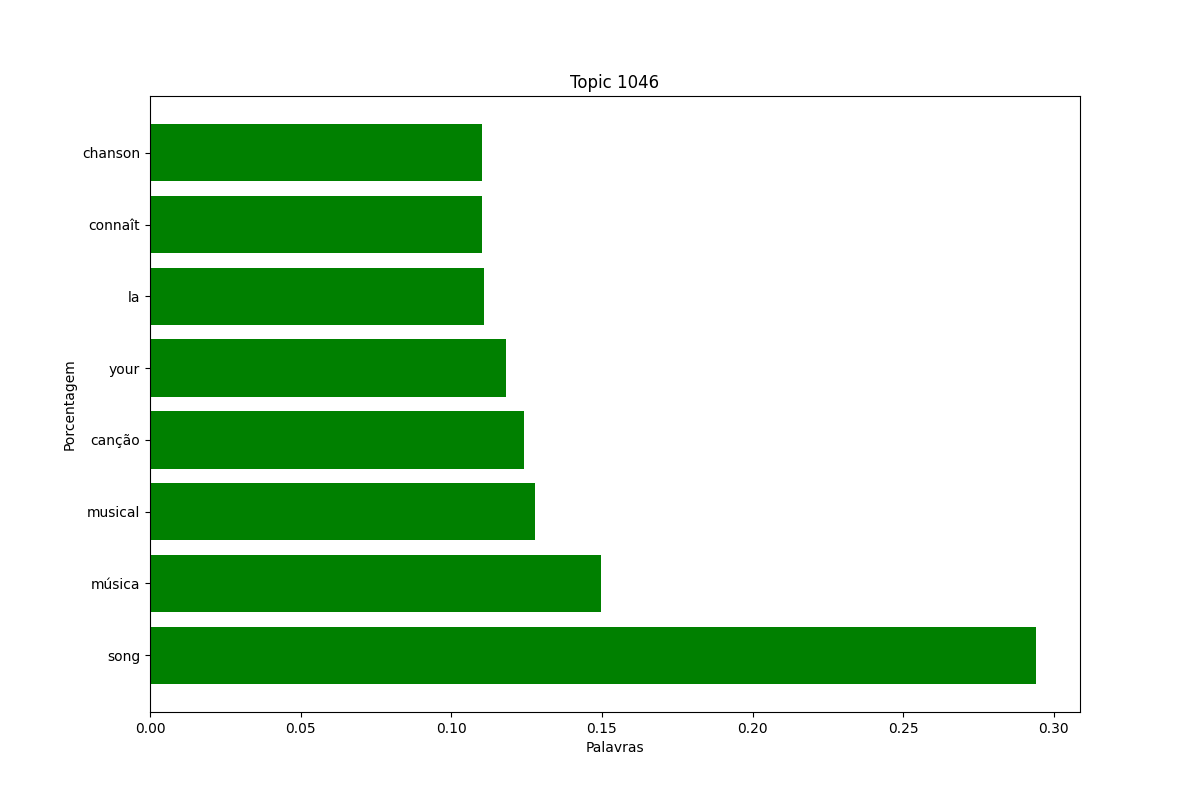 Topic 1046
Porcentagem
chanson
connaît
la
your
canção
musical
música
song
0.00 0.05 0.10 0.15 0.20 0.25 0.30
Palavras